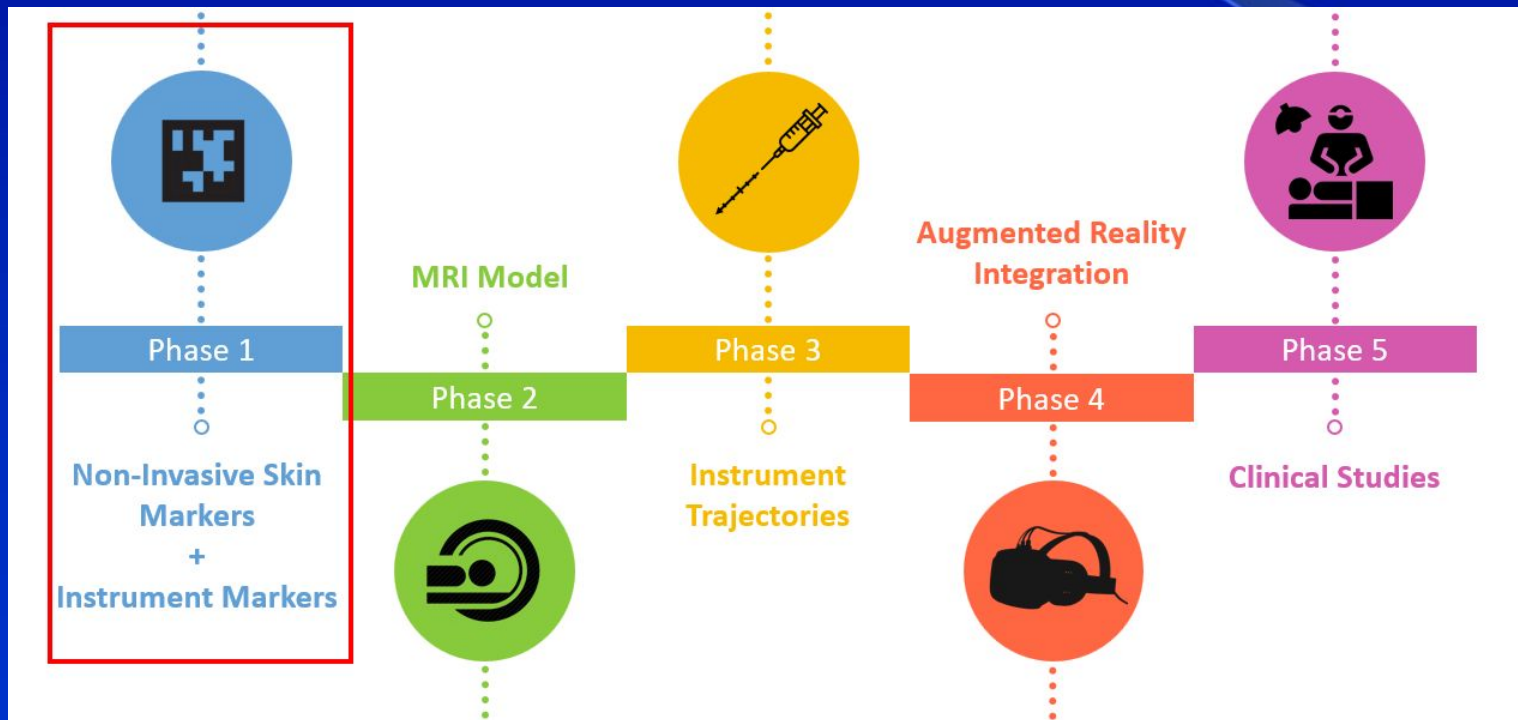 Phase 1
Non-Invasive Skin
Markers
+
Instrument Markers
MRI Model
Phase 2
Phase 3
Instrument
Trajectories
Augmented Reality
Integration
Phase 4
Phase 5
Clinical Studies